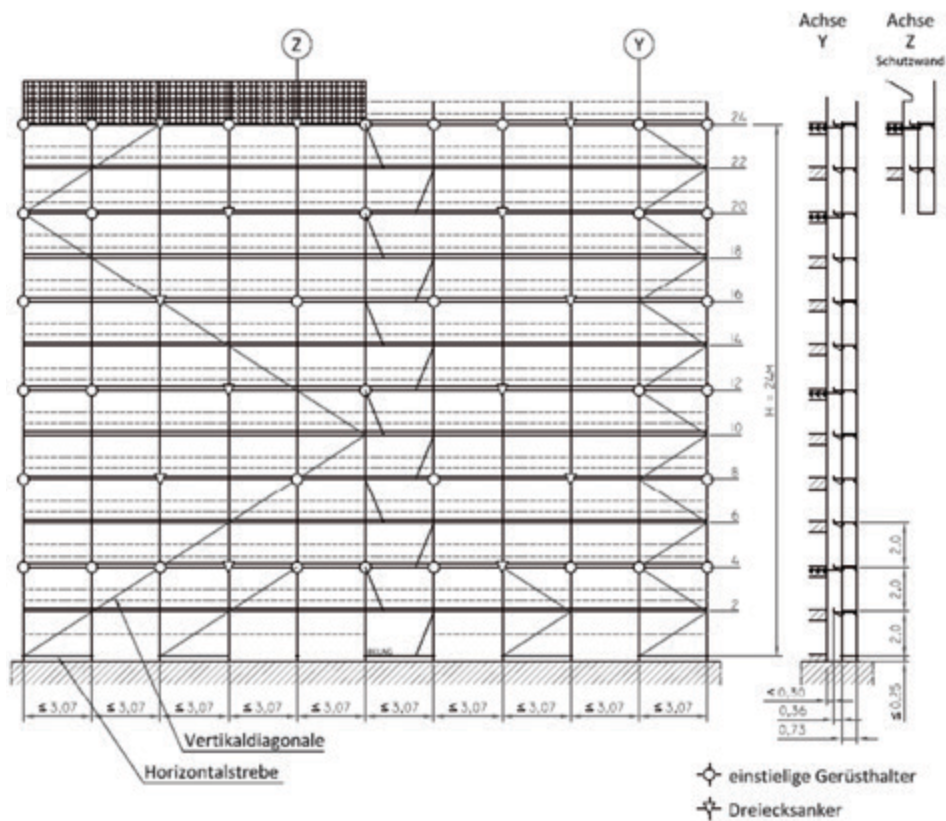 Achse
Y
Achse
Z
Schutzwand
Z
Y
24
22
20
18
16
14
12
10
8
6
4
2
H = 24M
BELAG
2,0
2,0
2,0
≤ 3,07
≤ 3,07
≤ 3,07
≤ 3,07
≤ 3,07
≤ 3,07
≤ 3,07
≤ 3,07
≤ 3,07
≤ 3,07
≤ 0,30
0,36
0,73
≤ 0,25
Vertikaldiagonale
Horizontalstrebe
einstielige Gerüsthalter
Dreiecksanker